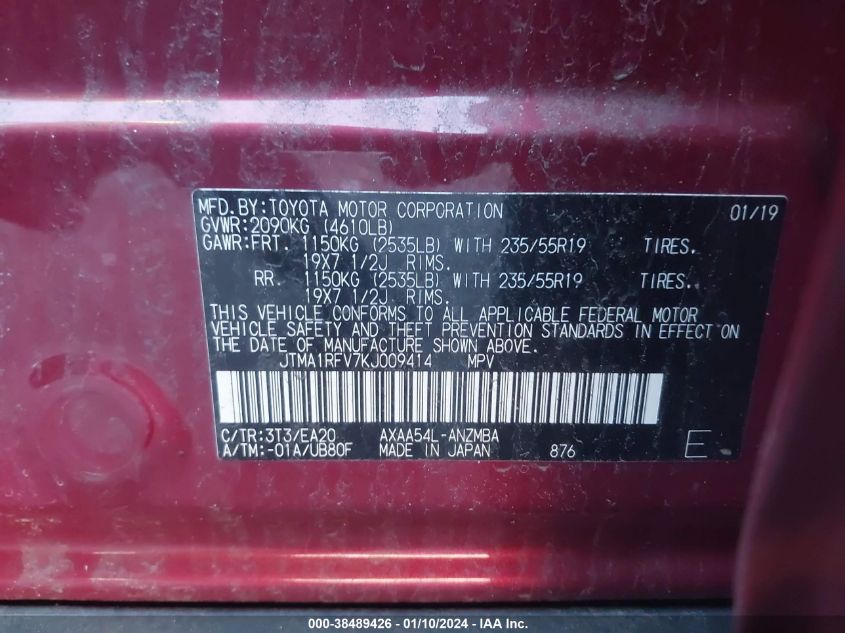 MFD.BY:TOYOTA MOTOR CORPORATION 01/19
GVWR:2090KG (4610LB)
GAWR:FRT. 1150KG (2535LB) WITH 235/55R19 TIRES.
19X7 1/2J RIMS.
RR. 1150KG (2535LB) WITH 235/55R19 TIRES.
19X7 1/2J RIMS.
THIS VEHICLE CONFORMS TO ALL APPLICABLE FEDERAL MOTOR
VEHICLE SAFETY AND THEFT PREVENTION STANDARDS IN EFFECT ON
THE DATE OF MANUFACTURE SHOWN ABOVE.
JTMA1RFV7KJ009414 MPV
C/TR:3T3/EA20 AXAA54L-ANZMBA
A/TM:-01A/UB80F MADE IN JAPAN 876 E
000-38489426 - 01/10/2024 - IAA Inc.